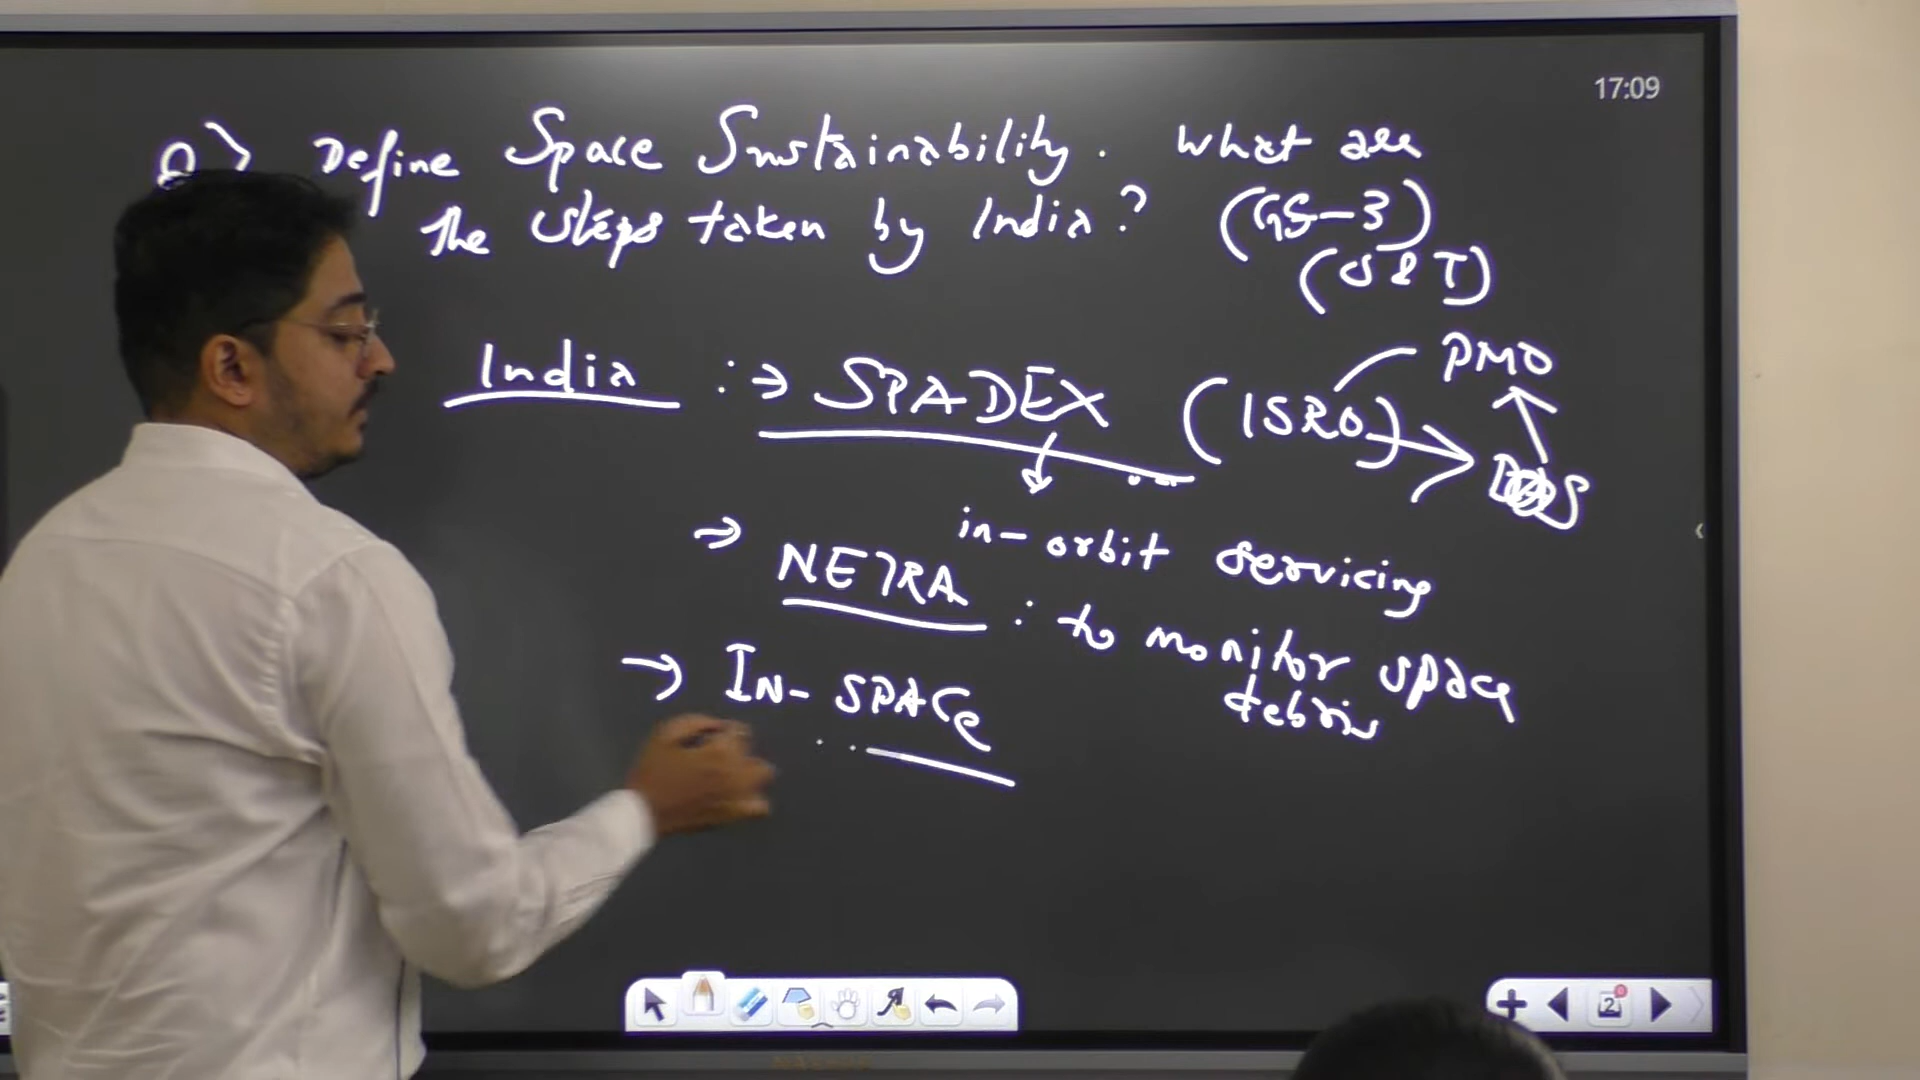 17:09
Q> Define Space Sustainability. What are
the steps taken by India? (GS-3)
(S&T)
India :→ SPADEX (ISRO) PMO
in-orbit servicing
→ NETRA : to monitor space
debris
→ IN-SPACe
2